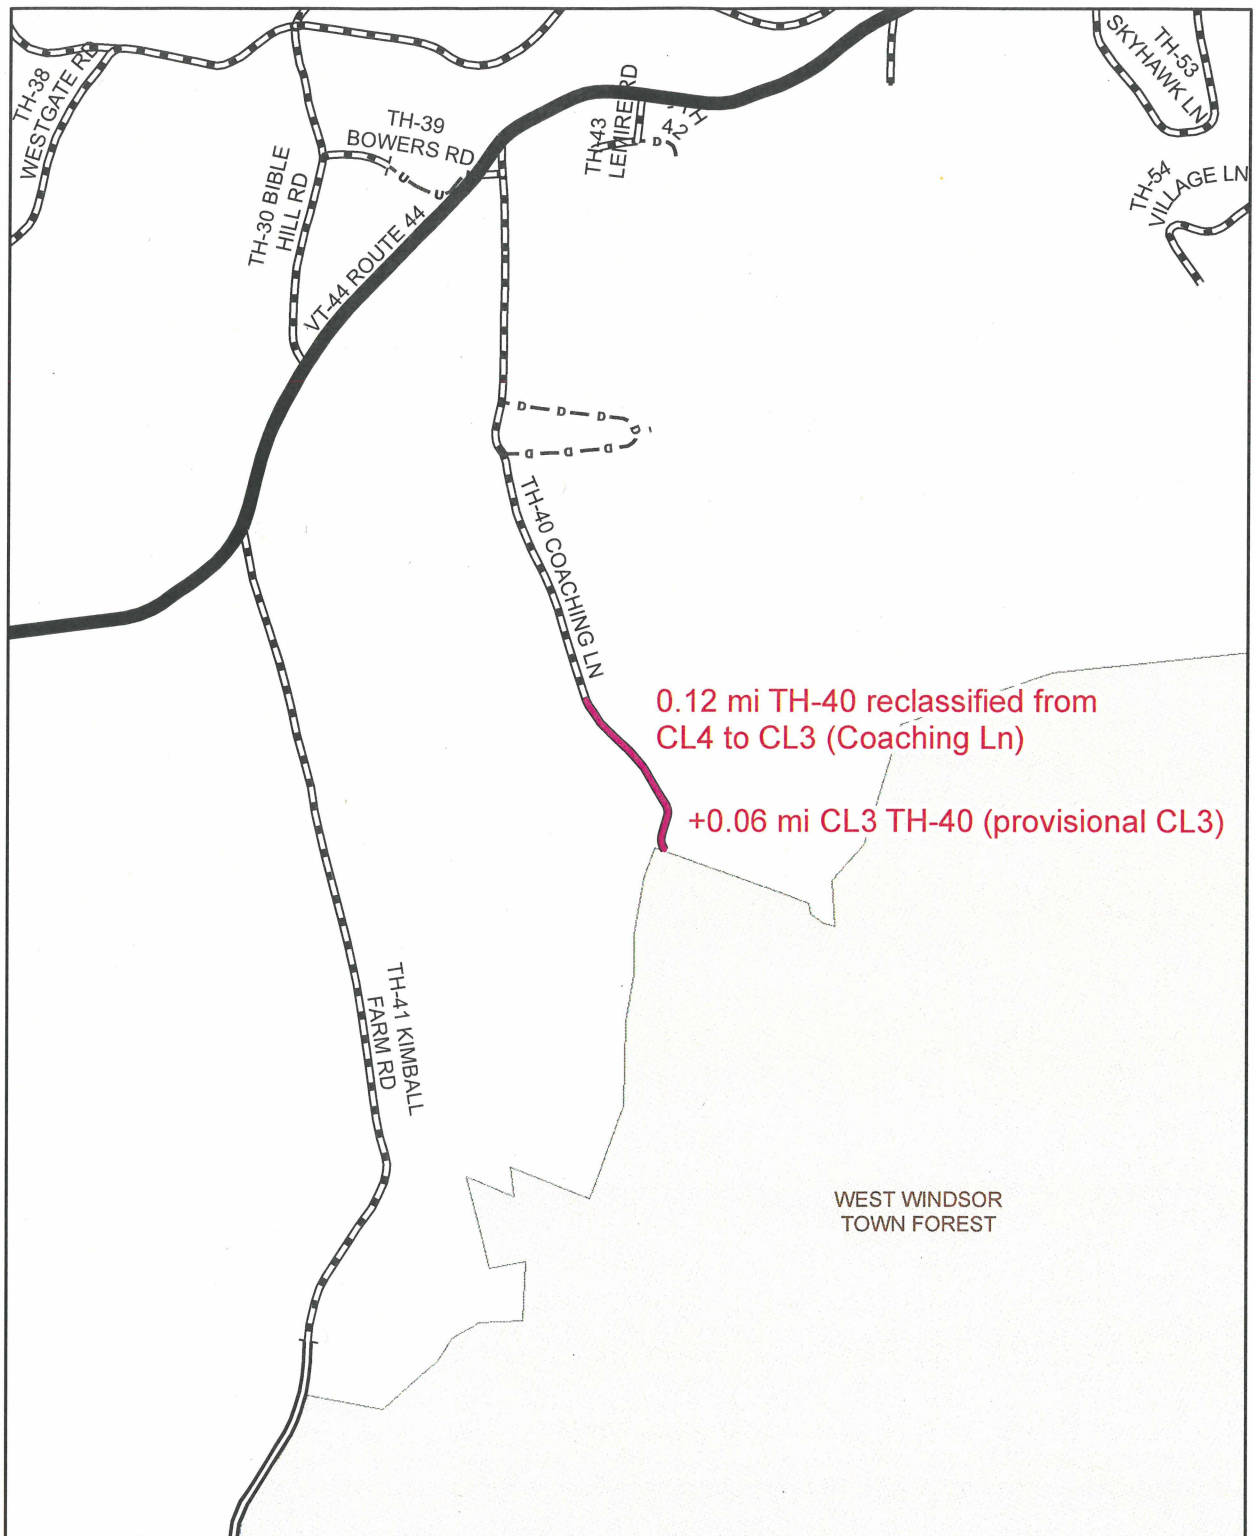 TH-38
WESTGATE RD
TH-39
BOWERS RD
TH-30 BIBLE
HILL RD
VT-44 ROUTE 44
TH-43
LEMIRE RD
TH
42
TH-53
SKYHAWK LN
TH-54
VILLAGE LN
U
U
D
D
D
D
D
D
D
D
TH-40 COACHING LN
0.12 mi TH-40 reclassified from
CL4 to CL3 (Coaching Ln)
+0.06 mi CL3 TH-40 (provisional CL3)
TH-41 KIMBALL
FARM RD
WEST WINDSOR
TOWN FOREST